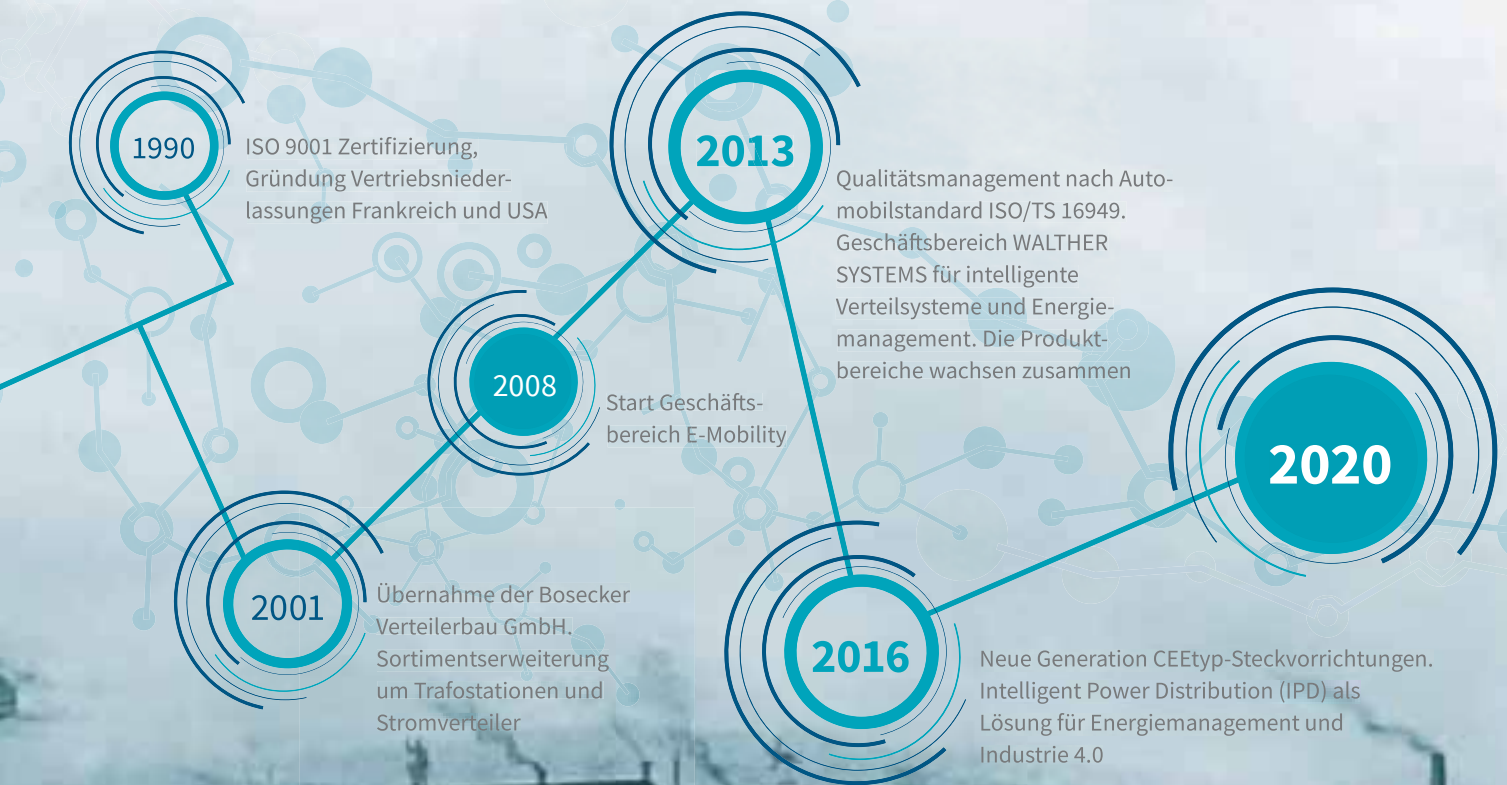 1990
ISO 9001 Zertifizierung,
Gründung Vertriebsnieder-
lassungen Frankreich und USA
2001
Übernahme der Bosecker
Verteilerbau GmbH.
Sortimentserweiterung
um Trafostationen und
Stromverteiler
2008
Start Geschäfts-
bereich E-Mobility
2013
Qualitätsmanagement nach Auto-
mobilstandard ISO/TS 16949.
Geschäftsbereich WALTHER
SYSTEMS für intelligente
Verteilsysteme und Energie-
management. Die Produkt-
bereiche wachsen zusammen
2016
Neue Generation CEEtyp-Steckvorrichtungen.
Intelligent Power Distribution (IPD) als
Lösung für Energiemanagement und
Industrie 4.0
2020